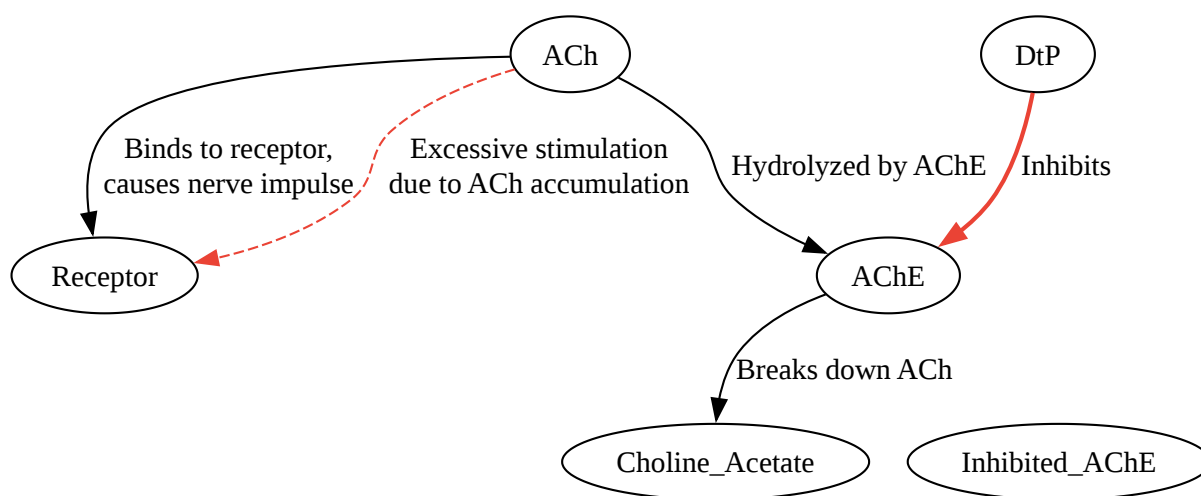 ACh
DtP
Binds to receptor,
causes nerve impulse
Excessive stimulation
due to ACh accumulation
Hydrolyzed by AChE
Inhibits
Receptor
AChE
Breaks down ACh
Choline_Acetate
Inhibited_AChE